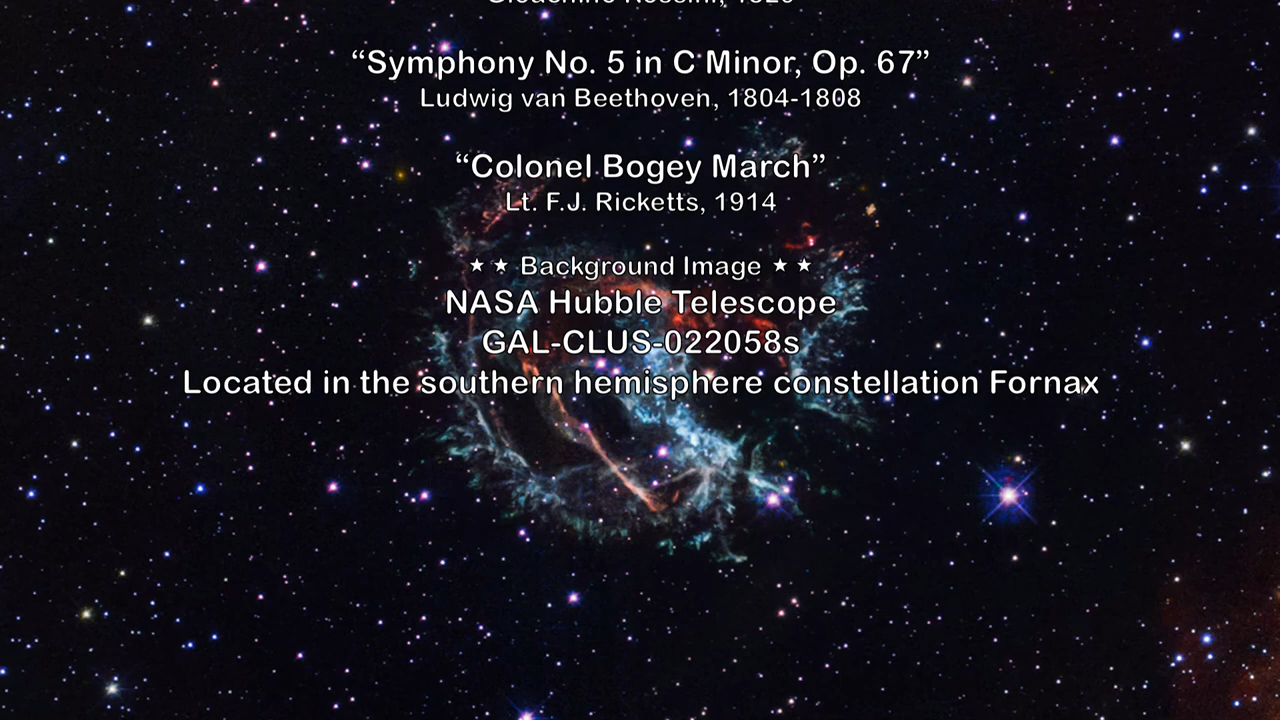 “Symphony No. 5 in C Minor, Op. 67”
Ludwig van Beethoven, 1804-1808
“Colonel Bogey March”
Lt. F.J. Ricketts, 1914
★ ★ Background Image ★ ★
NASA Hubble Telescope
GAL-CLUS-022058s
Located in the southern hemisphere constellation Fornax